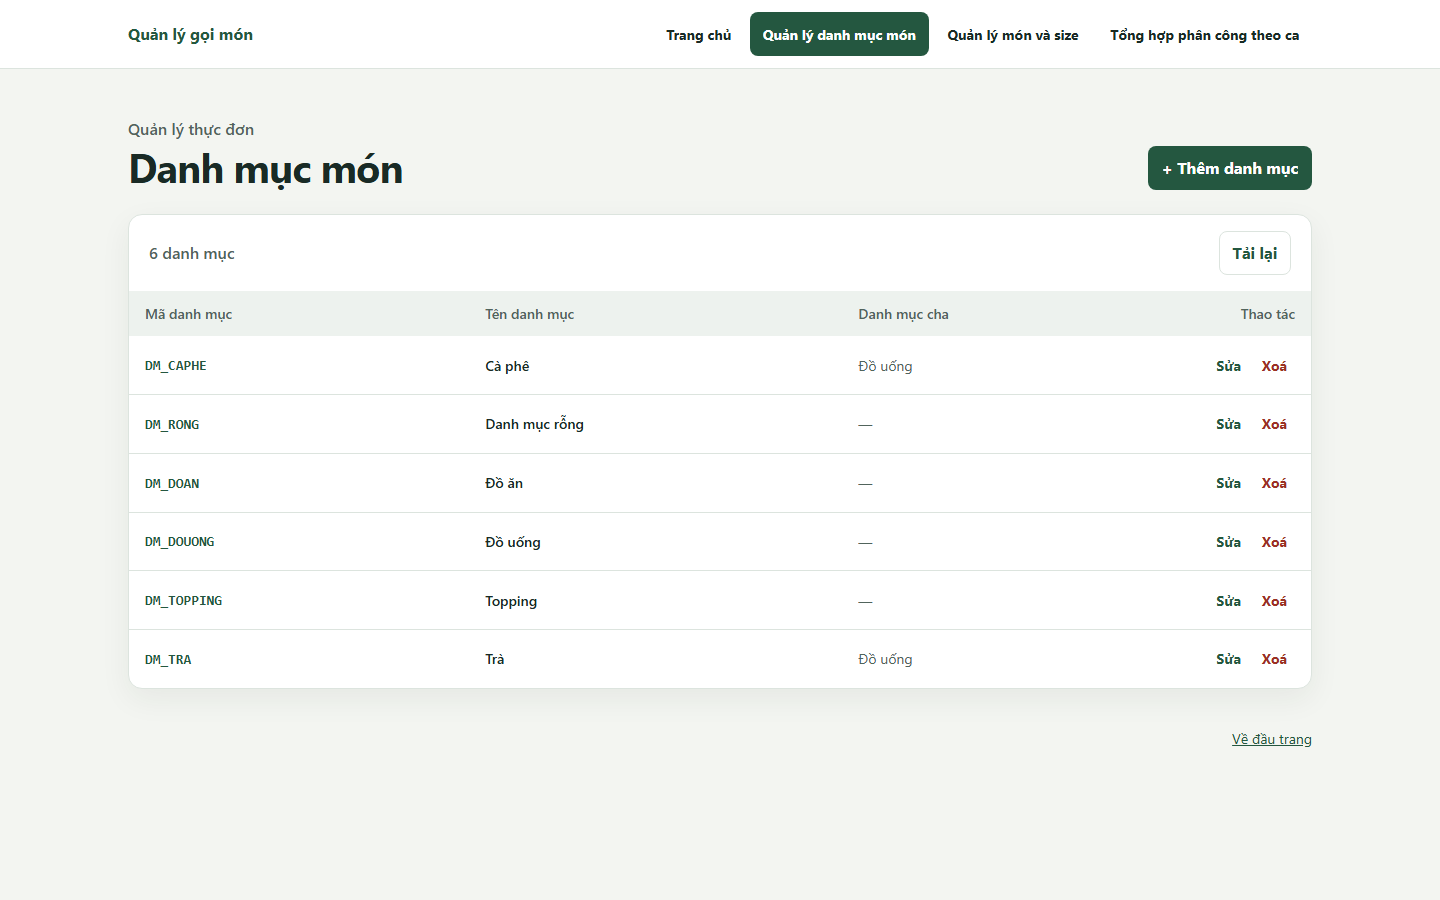 Quản lý gọi món
Trang chủ Quản lý danh mục món Quản lý món và size Tổng hợp phân công theo ca
Quản lý thực đơn
Danh mục món
+ Thêm danh mục
6 danh mục
Tải lại
Mã danh mục Tên danh mục Danh mục cha Thao tác
DM_CAPHE Cà phê Đồ uống Sửa Xoá
DM_RONG Danh mục rỗng — Sửa Xoá
DM_DOAN Đồ ăn — Sửa Xoá
DM_DOUONG Đồ uống — Sửa Xoá
DM_TOPPING Topping — Sửa Xoá
DM_TRA Trà Đồ uống Sửa Xoá
Về đầu trang